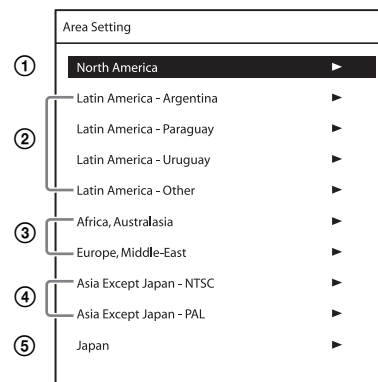 Area Setting
① North America
Latin America - Argentina
② Latin America - Paraguay
Latin America - Uruguay
Latin America - Other
③ Africa, Australasia
Europe, Middle-East
④ Asia Except Japan - NTSC
Asia Except Japan - PAL
⑤ Japan